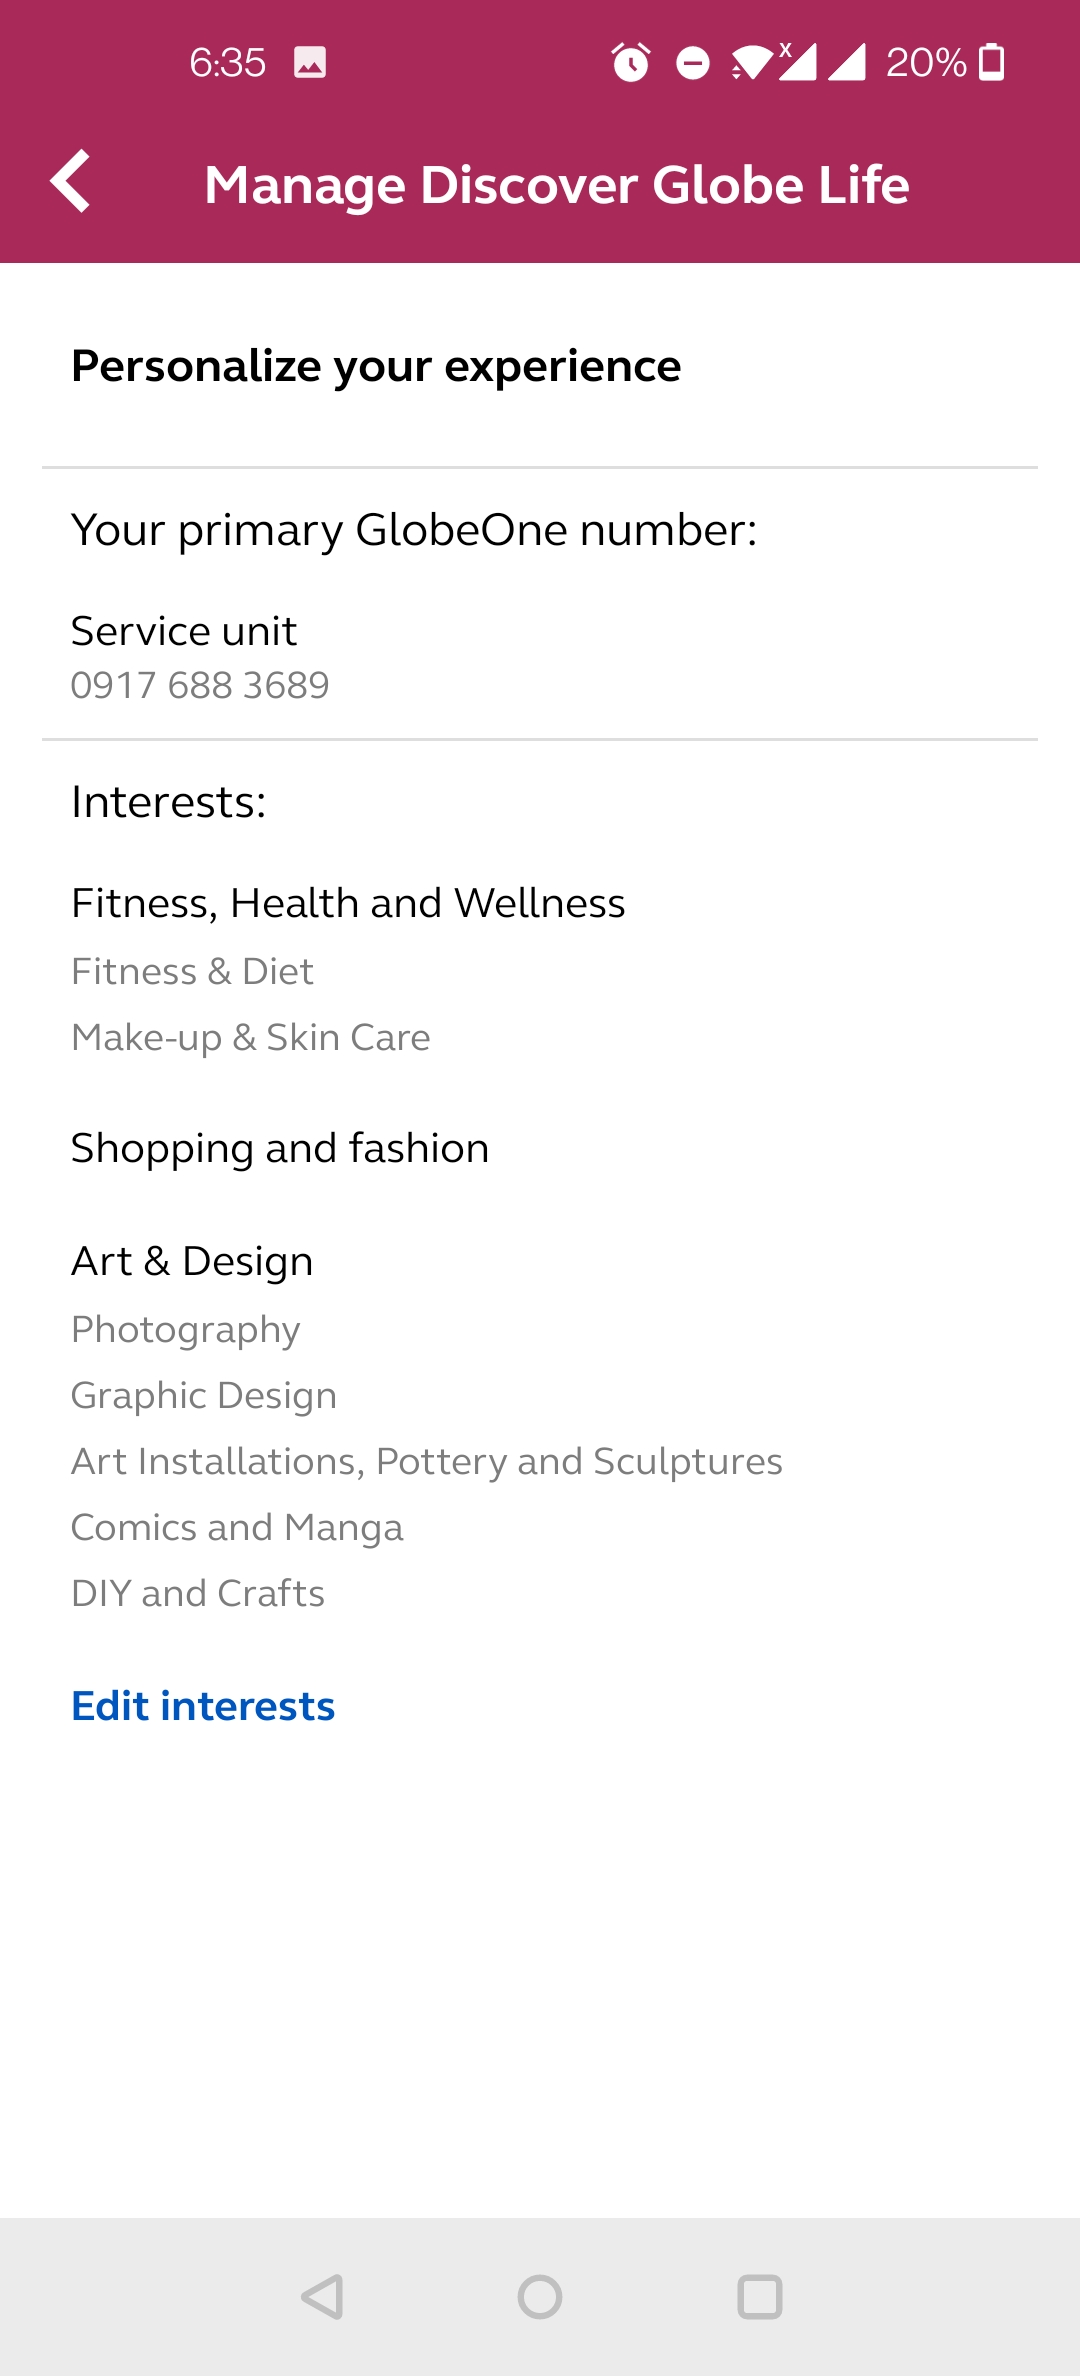 6:35
20%
Manage Discover Globe Life
Personalize your experience
Your primary GlobeOne number:
Service unit
0917 688 3689
Interests:
Fitness, Health and Wellness
Fitness & Diet
Make-up & Skin Care
Shopping and fashion
Art & Design
Photography
Graphic Design
Art Installations, Pottery and Sculptures
Comics and Manga
DIY and Crafts
Edit interests